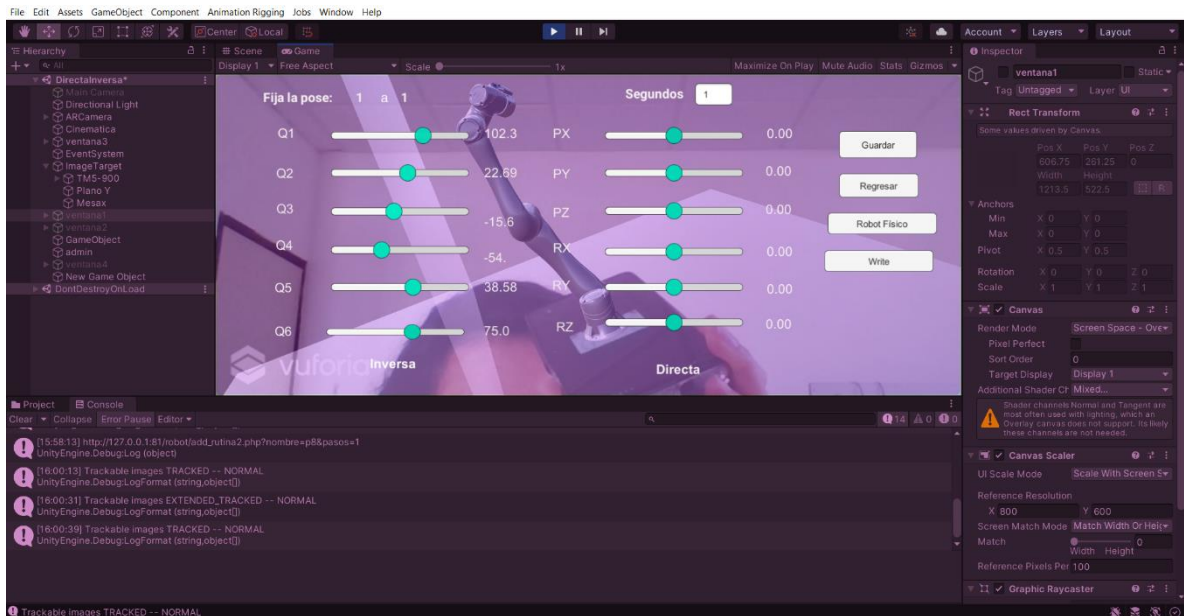 File Edit Assets GameObject Component Animation Rigging Jobs Window Help
Center Local
Account Layers Layout
Hierarchy
Scene Game
Inspector
All
Display 1 Free Aspect Scale 1x Maximize On Play Mute Audio Stats Gizmos
DirectaInversa*
Main Camera
Directional Light
ARCamera
Cinematica
ventana3
EventSystem
ImageTarget
TM5-900
Plano Y
Mesax
ventana1
ventana2
GameObject
admin
ventana4
New Game Object
DontDestroyOnLoad
Fija la pose: 1 a 1
Segundos 1
Q1 102.3 PX 0.00
Q2 22.69 PY 0.00
Q3 -15.6 PZ 0.00
Q4 -54. RX 0.00
Q5 38.58 RY 0.00
Q6 75.0 RZ 0.00
Guardar
Regresar
Robot Físico
Write
vuforia
Inversa
Directa
ventana1 Static
Tag Untagged Layer UI
Rect Transform
Some values driven by Canvas.
Pos X Pos Y Pos Z
606.75 261.25 0
Width Height
1213.5 522.5 R
Anchors
Min X 0 Y 0
Max X 0 Y 0
Pivot X 0.5 Y 0.5
Rotation X 0 Y 0 Z 0
Scale X 1 Y 1 Z 1
Canvas
Render Mode Screen Space - Ove
Pixel Perfect
Sort Order 0
Target Display Display 1
Additional Shader Ch Mixed...
Shader channels Normal and Tangent are
most often used with lighting, which an
Overlay canvas does not support. Its likely
these channels are not needed.
Canvas Scaler
UI Scale Mode Scale With Screen S
Reference Resolution
X 800 Y 600
Screen Match Mode Match Width Or Heig
Match 0
Width Height
Reference Pixels Per 100
Graphic Raycaster
Project Console
Clear Collapse Error Pause Editor
14 0 0
[15:58:13] http://127.0.0.1:81/robot/add_rutina2.php?nombre=p8&pasos=1
UnityEngine.Debug:Log (object)
[16:00:13] Trackable images TRACKED -- NORMAL
UnityEngine.Debug:LogFormat (string,object[])
[16:00:31] Trackable images EXTENDED_TRACKED -- NORMAL
UnityEngine.Debug:LogFormat (string,object[])
[16:00:39] Trackable images TRACKED -- NORMAL
UnityEngine.Debug:LogFormat (string,object[])
Trackable images TRACKED -- NORMAL